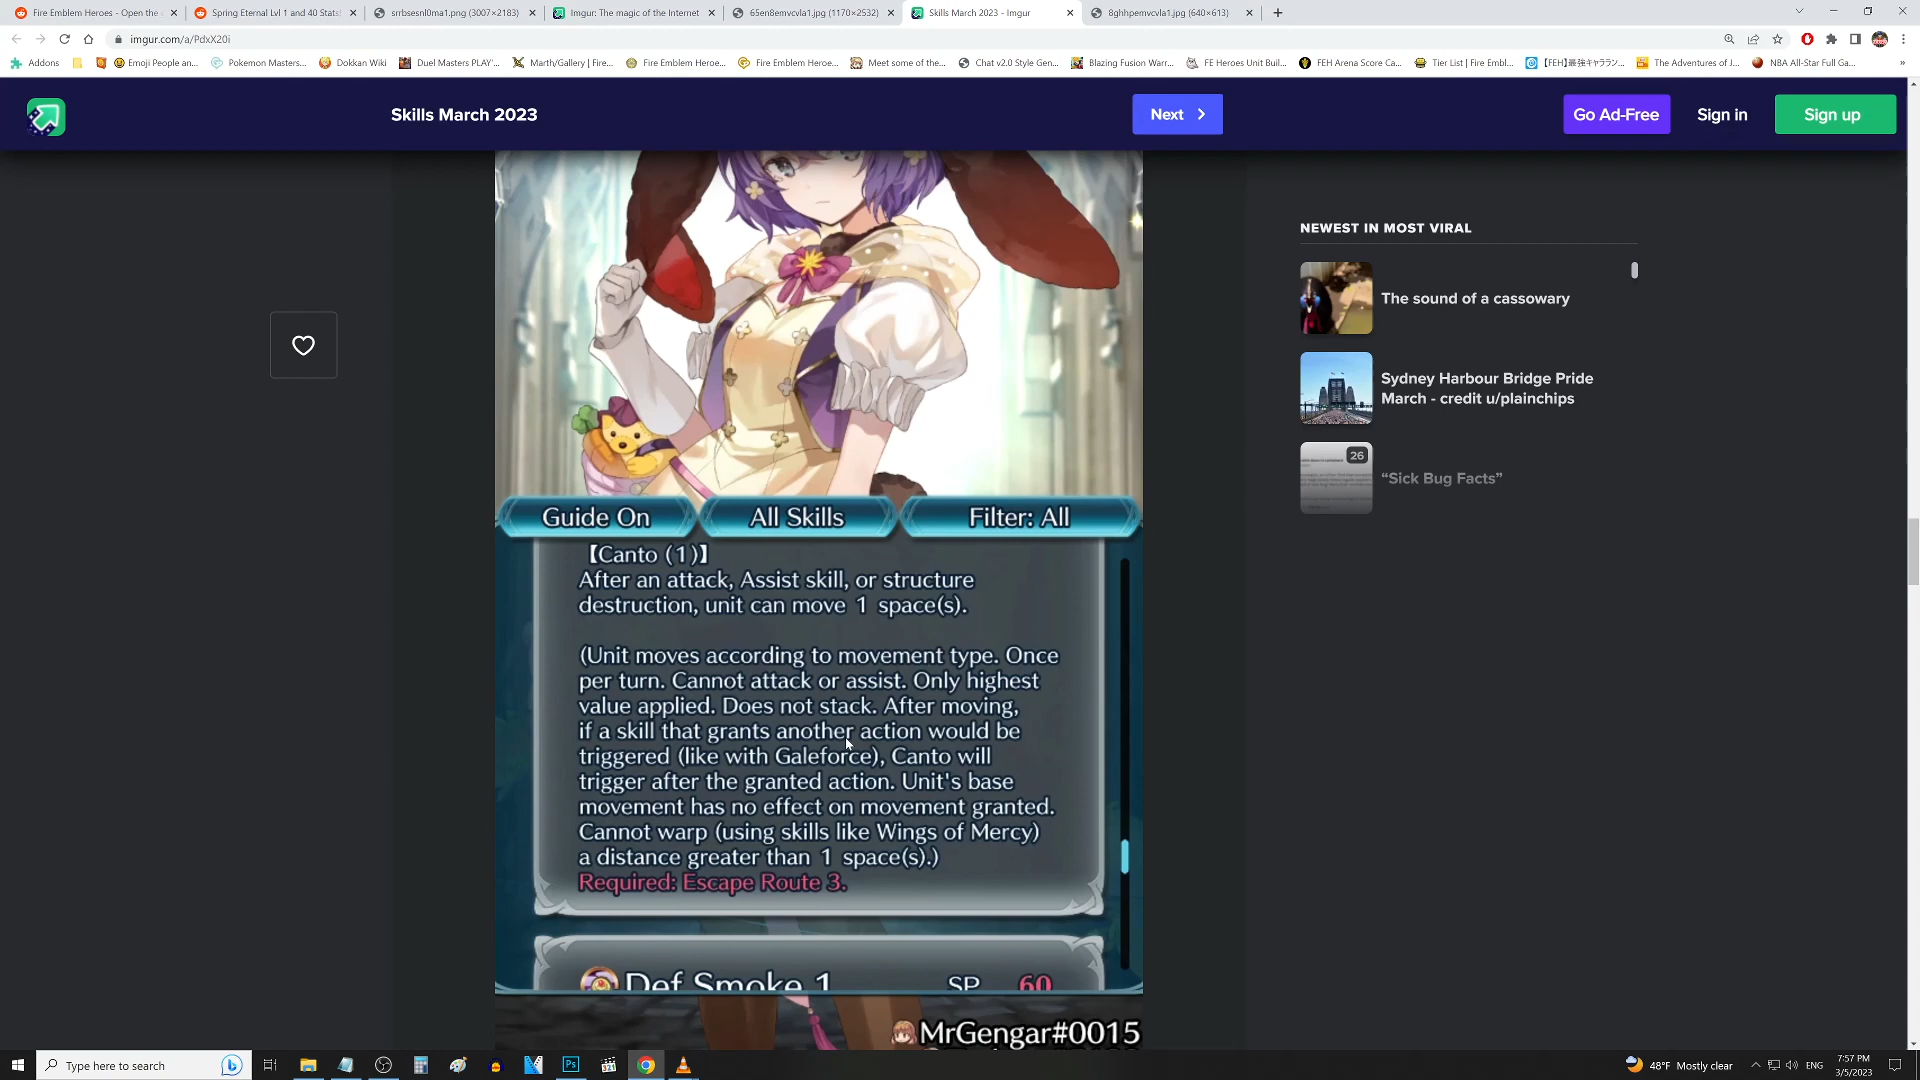 Fire Emblem Heroes - Open the
Spring Eternal Lvl 1 and 40 Stats
srrbsesnl0ma1.png (3007×2183)
Imgur: The magic of the Internet
65en8emvcvla1.jpg (1170×2532)
Skills March 2023 - Imgur
8ghhpemvcvla1.jpg (640×613)
imgur.com/a/PdxX20i
Addons
Emoji People an...
Pokemon Masters...
Dokkan Wiki
Duel Masters PLAY'...
Marth/Gallery | Fire...
Fire Emblem Heroe...
Fire Emblem Heroe...
Meet some of the...
Chat v2.0 Style Gen...
Blazing Fusion Warr...
FE Heroes Unit Buil...
FEH Arena Score Ca...
Tier List | Fire Embl...
【FEH】最強キャララン...
The Adventures of J...
NBA All-Star Full Ga...
Skills March 2023
Next
Go Ad-Free
Sign in
Sign up
NEWEST IN MOST VIRAL
The sound of a cassowary
Sydney Harbour Bridge Pride
March - credit u/plainchips
26
“Sick Bug Facts”
Guide On
All Skills
Filter: All
【Canto (1)】
After an attack, Assist skill, or structure
destruction, unit can move 1 space(s).
(Unit moves according to movement type. Once
per turn. Cannot attack or assist. Only highest
value applied. Does not stack. After moving,
if a skill that grants another action would be
triggered (like with Galeforce), Canto will
trigger after the granted action. Unit's base
movement has no effect on movement granted.
Cannot warp (using skills like Wings of Mercy)
a distance greater than 1 space(s).)
Required: Escape Route 3.
Def Smoke 1
SP 60
MrGengar#0015
Type here to search
48°F Mostly clear
ENG
7:57 PM
3/5/2023